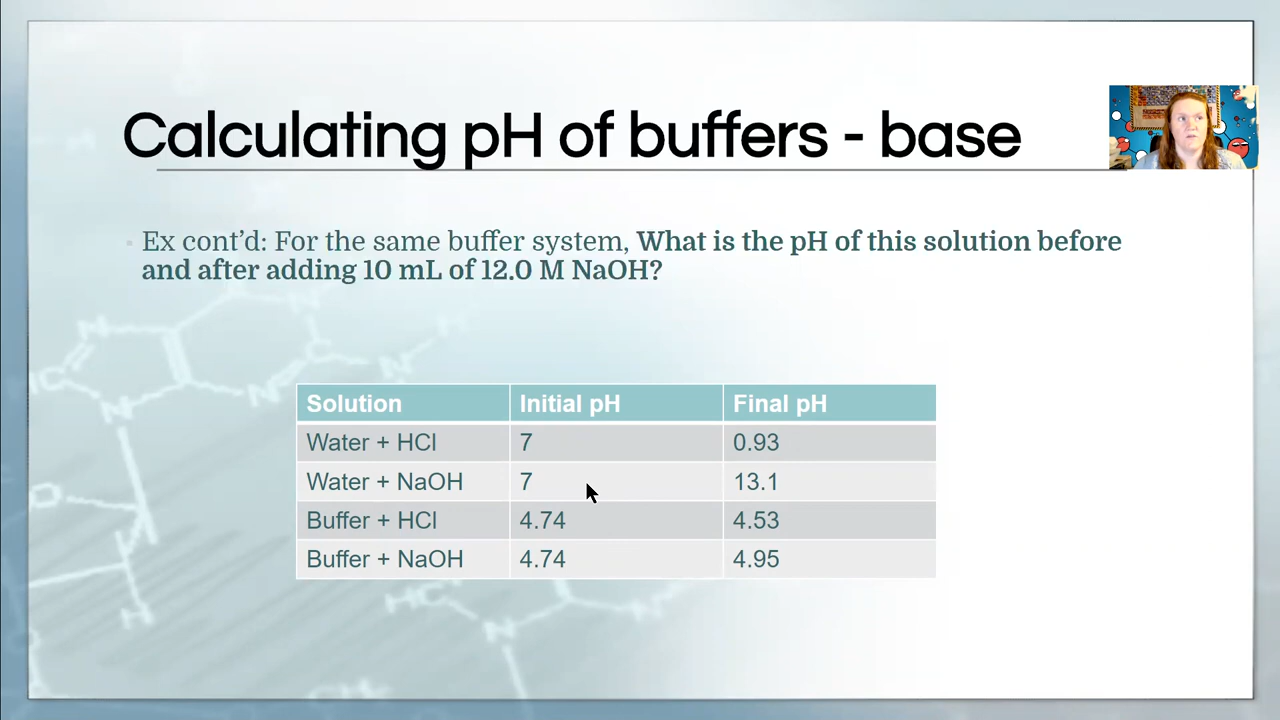 Calculating pH of buffers - base
Ex cont’d: For the same buffer system, What is the pH of this solution before
and after adding 10 mL of 12.0 M NaOH?
Solution Initial pH Final pH
Water + HCl 7 0.93
Water + NaOH 7 13.1
Buffer + HCl 4.74 4.53
Buffer + NaOH 4.74 4.95